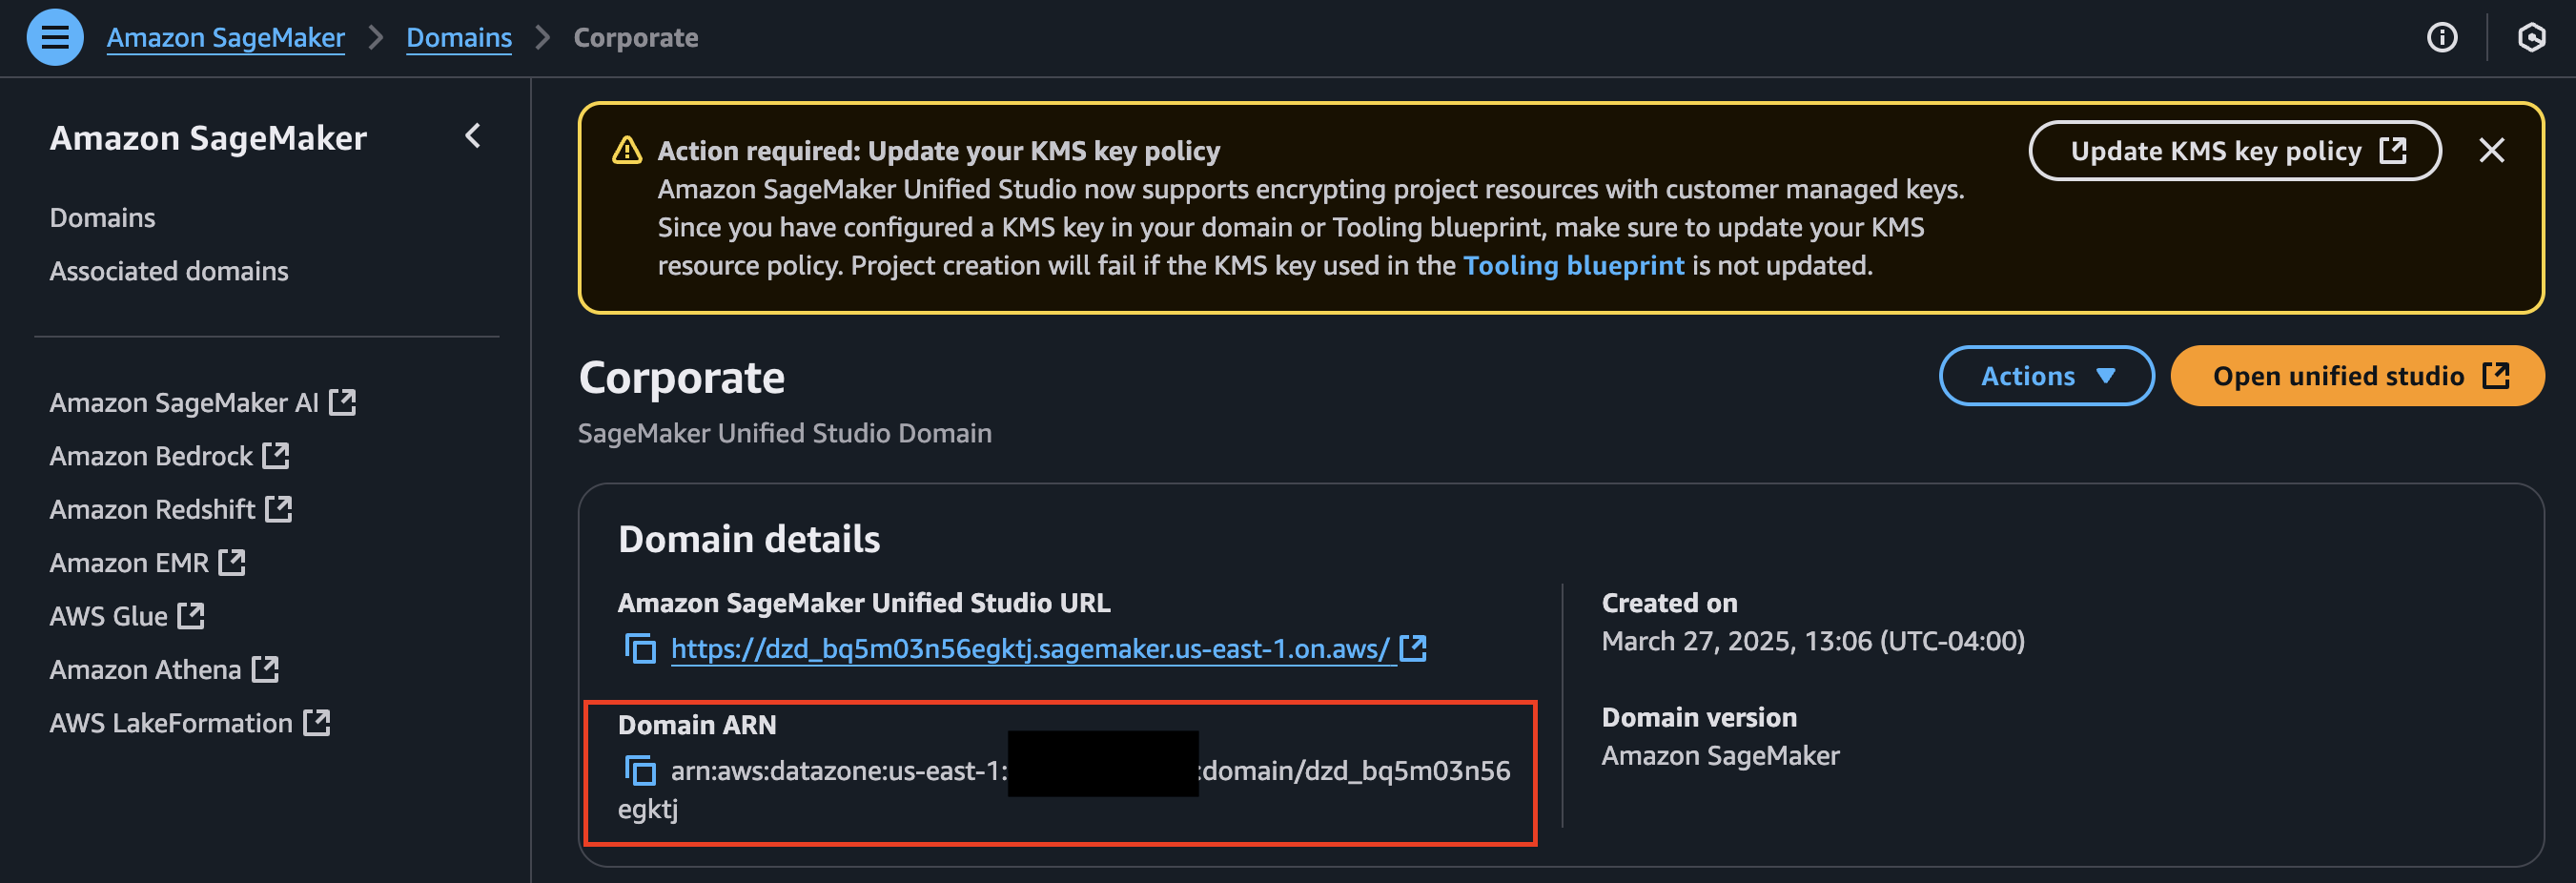 Amazon SageMaker > Domains > Corporate
Amazon SageMaker
Domains
Associated domains
Amazon SageMaker AI
Amazon Bedrock
Amazon Redshift
Amazon EMR
AWS Glue
Amazon Athena
AWS LakeFormation
Action required: Update your KMS key policy
Amazon SageMaker Unified Studio now supports encrypting project resources with customer managed keys.
Since you have configured a KMS key in your domain or Tooling blueprint, make sure to update your KMS
resource policy. Project creation will fail if the KMS key used in the Tooling blueprint is not updated.
Update KMS key policy
Corporate
SageMaker Unified Studio Domain
Actions
Open unified studio
Domain details
Amazon SageMaker Unified Studio URL
https://dzd_bq5m03n56egktj.sagemaker.us-east-1.on.aws/
Domain ARN
arn:aws:datazone:us-east-1: :domain/dzd_bq5m03n56
egktj
Created on
March 27, 2025, 13:06 (UTC-04:00)
Domain version
Amazon SageMaker